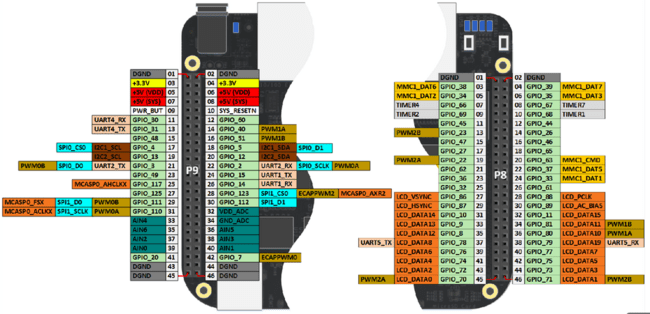 DGND 01 02 DGND
+3.3V 03 04 +3.3V
+5V (VDD) 05 06 +5V (VDD)
+5V (SYS) 07 08 +5V (SYS)
PWR_BUT 09 10 SYS_RESETN
UART4_RX GPIO_30 11 12 GPIO_60
UART4_TX GPIO_31 13 14 GPIO_40 PWM1A
GPIO_48 15 16 GPIO_51 PWM1B
SPI0_CS0 I2C1_SCL GPIO_4 17 18 GPIO_5 I2C1_SDA SPI0_D1
I2C2_SCL GPIO_13 19 20 GPIO_12 I2C2_SDA
PWM0B SPI0_D0 UART2_TX GPIO_3 21 22 GPIO_2 UART2_RX SPI0_SCLK PWM0A
P9
GPIO_49 23 24 GPIO_15 UART1_TX
MCASP0_AHCLKX GPIO_117 25 26 GPIO_14 UART1_RX
GPIO_125 27 28 GPIO_123 SPI1_CS0 ECAPPWM2 MCASP0_AXR2
MCASP0_FSX SPI1_D0 PWM0B GPIO_111 29 30 GPIO_112 SPI1_D1
MCASP0_ACLKX SPI1_SCLK PWM0A GPIO_110 31 32 VDD_ADC
AIN4 33 34 GND_ADC
AIN6 35 36 AIN5
AIN2 37 38 AIN3
AIN0 39 40 AIN1
GPIO_20 41 42 GPIO_7 ECAPPWM0
DGND 43 44 DGND
DGND 45 46 DGND
DGND 01 02 DGND
MMC1_DAT6 GPIO_38 03 04 GPIO_39 MMC1_DAT7
MMC1_DAT2 GPIO_34 05 06 GPIO_35 MMC1_DAT3
TIMER4 GPIO_66 07 08 GPIO_67 TIMER7
TIMER2 GPIO_69 09 10 GPIO_68 TIMER1
GPIO_45 11 12 GPIO_44
PWM2B GPIO_23 13 14 GPIO_26
GPIO_47 15 16 GPIO_46
GPIO_27 17 18 GPIO_65
PWM2A GPIO_22 19 20 GPIO_63 MMC1_CMD
P8
GPIO_62 21 22 GPIO_37 MMC1_DAT5
GPIO_36 23 24 GPIO_33 MMC1_DAT1
GPIO_32 25 26 GPIO_61
LCD_VSYNC GPIO_86 27 28 GPIO_88 LCD_PCLK
LCD_HSYNC GPIO_87 29 30 GPIO_89 LCD_AC_BIAS
LCD_DATA14 GPIO_10 31 32 GPIO_11 LCD_DATA15
LCD_DATA13 GPIO_9 33 34 GPIO_81 LCD_DATA11 PWM1B
LCD_DATA12 GPIO_8 35 36 GPIO_80 LCD_DATA10 PWM1A
UART5_TX LCD_DATA8 GPIO_78 37 38 GPIO_79 LCD_DATA19 UART5_RX
LCD_DATA6 GPIO_76 39 40 GPIO_77 LCD_DATA7
LCD_DATA4 GPIO_74 41 42 GPIO_75 LCD_DATA5
LCD_DATA2 GPIO_72 43 44 GPIO_73
PWM2A LCD_DATA0 GPIO_70 45 46 GPIO_71 LCD_DATA1 PWM2B